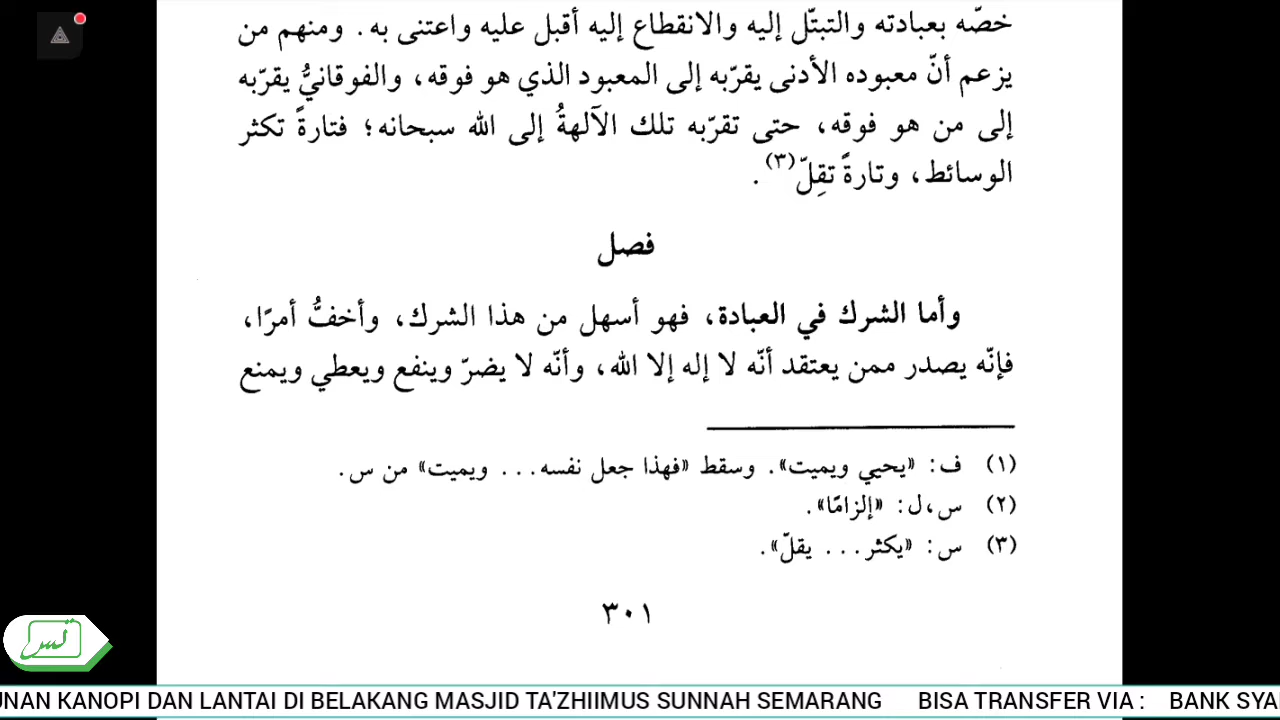 خصّه بعبادته والتبتّل إليه والانقطاع إليه أقبل عليه واعتنى به. ومنهم من
يزعم أنّ معبوده الأدنى يقرّبه إلى المعبود الذي هو فوقه، والفوقانيُّ يقرّبه
إلى من هو فوقه، حتى تقرّبه تلك الآلهةُ إلى الله سبحانه؛ فتارةً تكثر
الوسائط، وتارةً تقِلّ(٣).
فصل
وأما الشرك في العبادة، فهو أسهل من هذا الشرك، وأخفُّ أمرًا،
فإنّه يصدر ممن يعتقد أنّه لا إله إلا الله، وأنّه لا يضرّ وينفع ويعطي ويمنع
(١) ف: «يحيي ويميت». وسقط «فهذا جعل نفسه... ويميت» من س.
(٢) س،ل: «إلزامًا».
(٣) س: «يكثر... يقلّ».
٣٠١
UNAN KANOPI DAN LANTAI DI BELAKANG MASJID TA'ZHIIMUS SUNNAH SEMARANG BISA TRANSFER VIA : BANK SYA